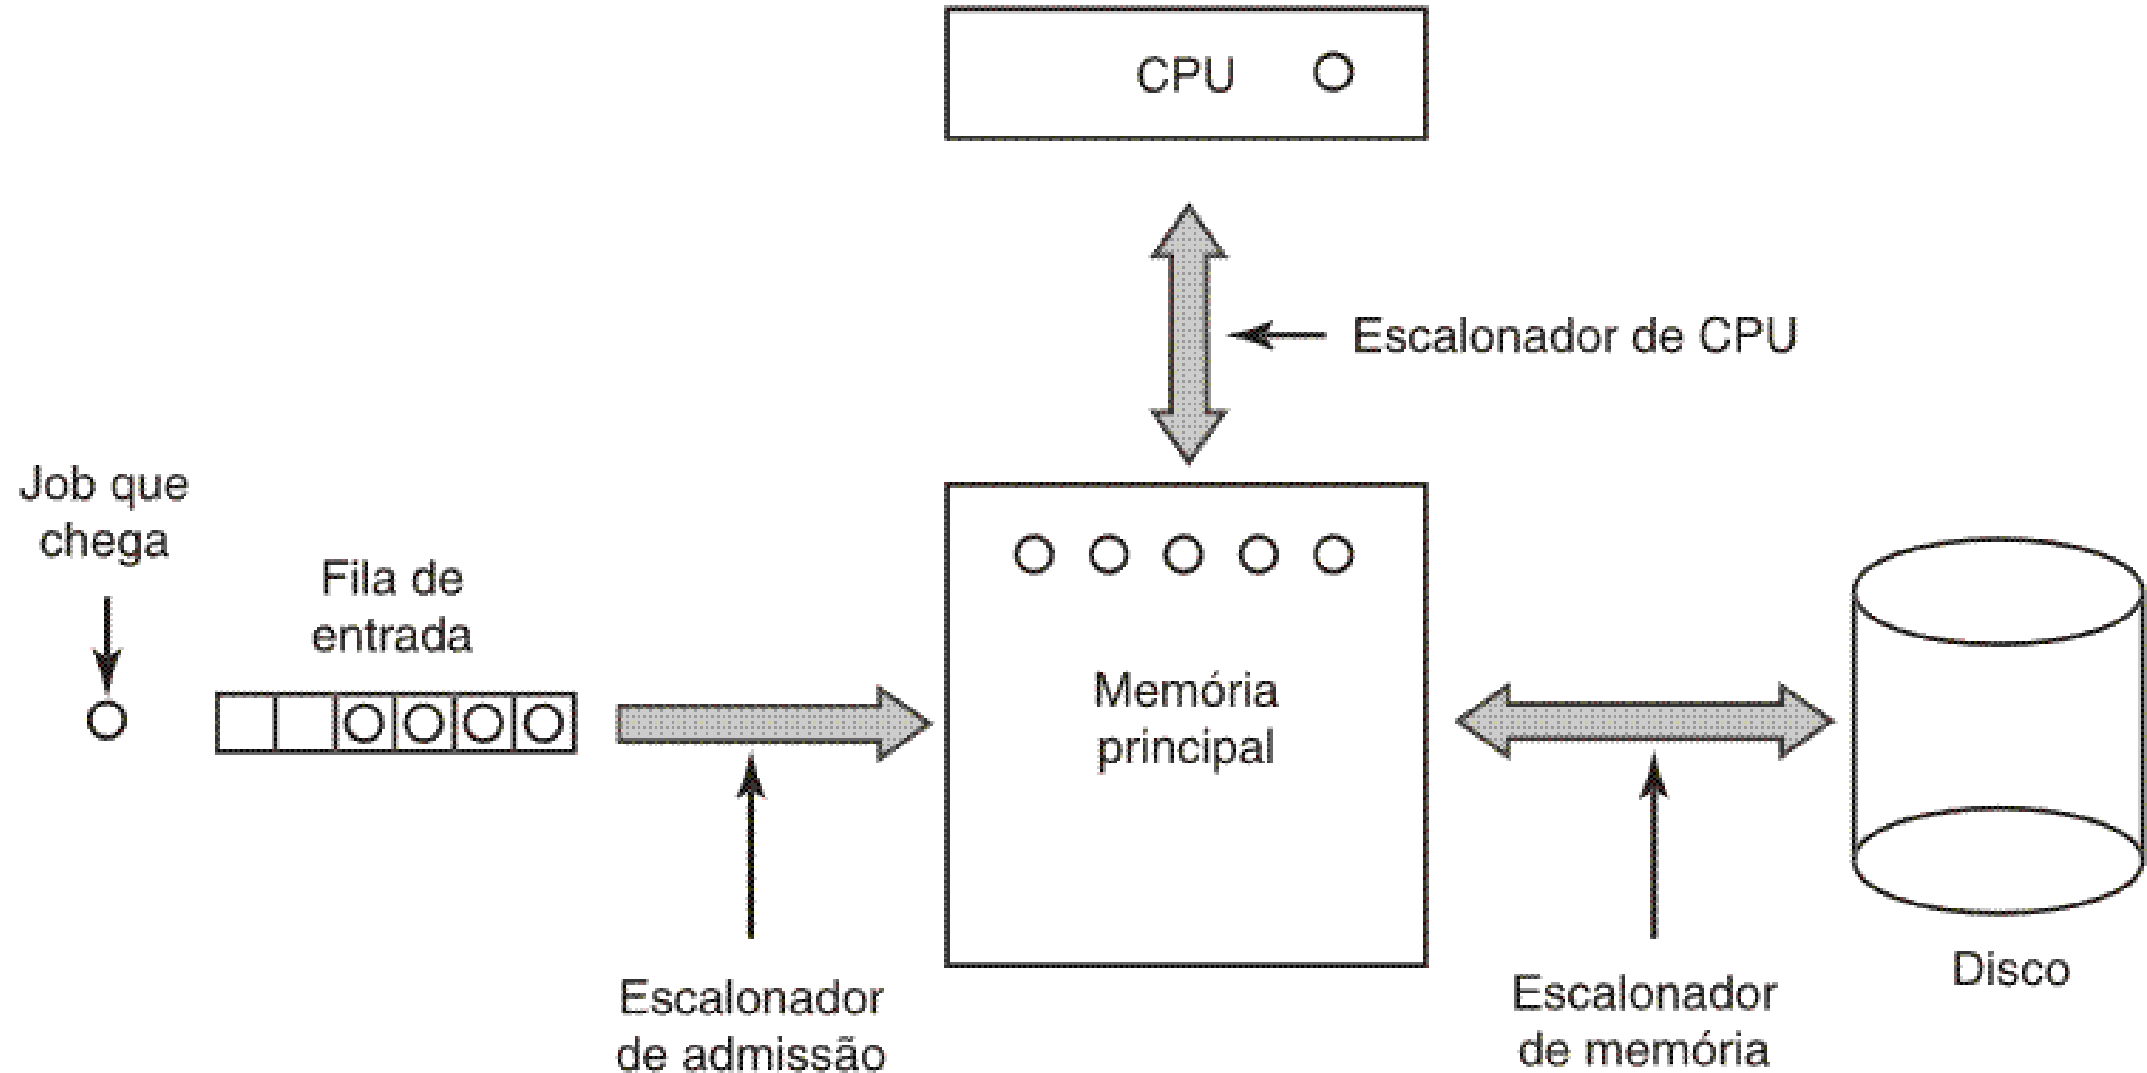 CPU
Escalonador de CPU
Job que
chega
Fila de
entrada
Memória
principal
Escalonador
de admissão
Escalonador
de memória
Disco